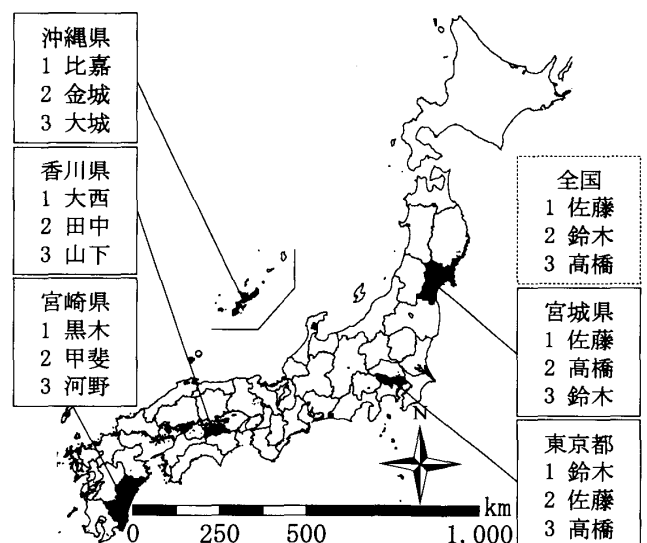 沖縄県
1 比嘉
2 金城
3 大城
香川県
1 大西
2 田中
3 山下
宮崎県
1 黒木
2 甲斐
3 河野
全国
1 佐藤
2 鈴木
3 高橋
宮城県
1 佐藤
2 高橋
3 鈴木
東京都
1 鈴木
2 佐藤
3 高橋
N
km
0 250 500 1,000